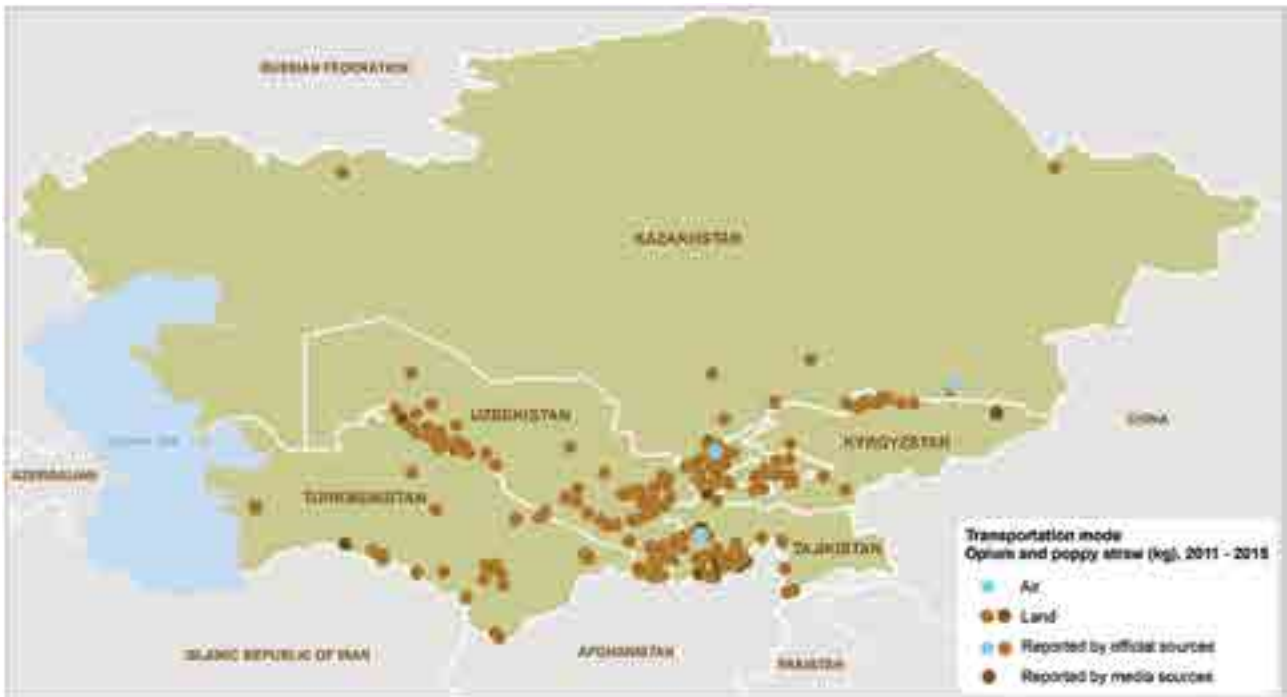 RUSSIAN FEDERATION
KAZAKHSTAN
UZBEKISTAN
KYRGYZSTAN
CHINA
AZERBAIJAN
TURKMENISTAN
TAJIKISTAN
ISLAMIC REPUBLIC OF IRAN
AFGHANISTAN
PAKISTAN
Transportation mode
Opium and poppy straw (kg), 2011 - 2015
Air
Land
Reported by official sources
Reported by media sources